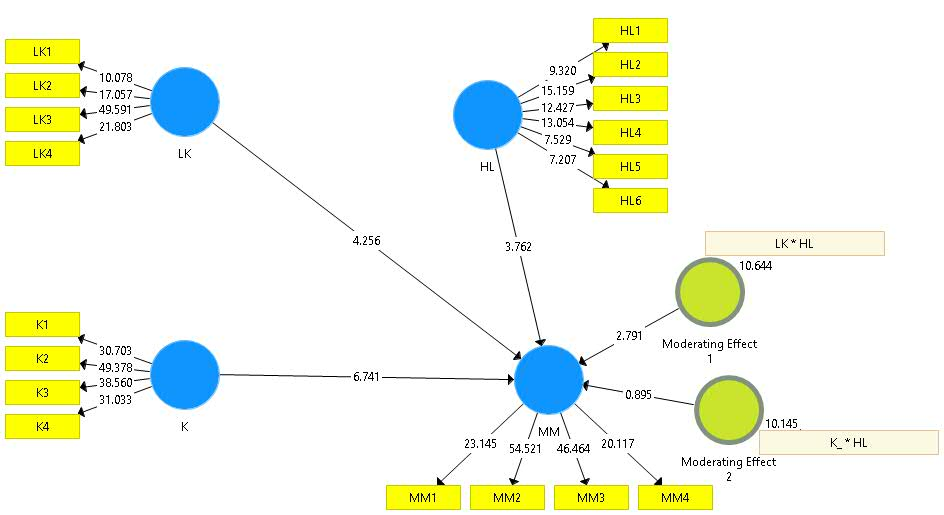 LK1
LK2
LK3
LK4
10.078
17.057
49.591
21.803
LK
HL1
HL2
HL3
HL4
HL5
HL6
9.320
15.159
12.427
13.054
7.529
7.207
HL
4.256
3.762
LK * HL
10.644
Moderating Effect
1
2.791
K1
K2
K3
K4
30.703
49.378
38.560
31.033
K
6.741
0.895
10.145
K_ * HL
Moderating Effect
2
MM
23.145
54.521
46.464
20.117
MM1
MM2
MM3
MM4